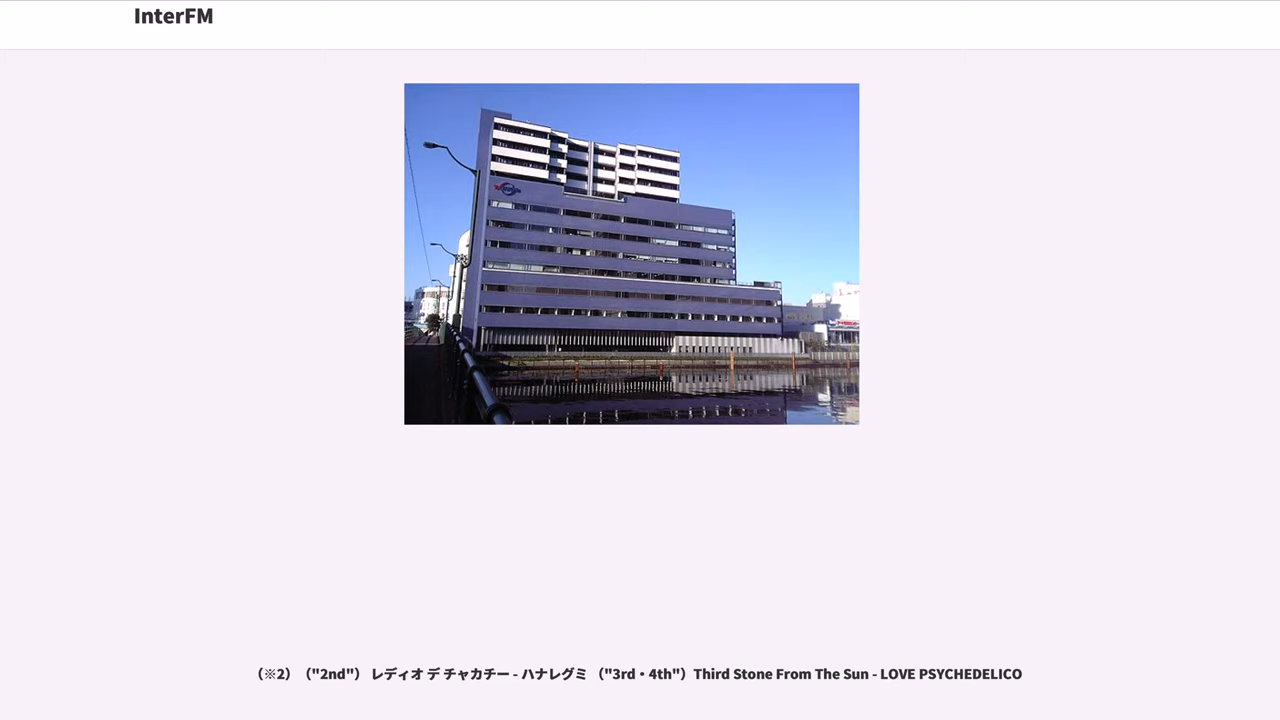 InterFM
（※2）（"2nd"） レディオ デ チャカチー - ハナレグミ （"3rd・4th"）Third Stone From The Sun - LOVE PSYCHEDELICO